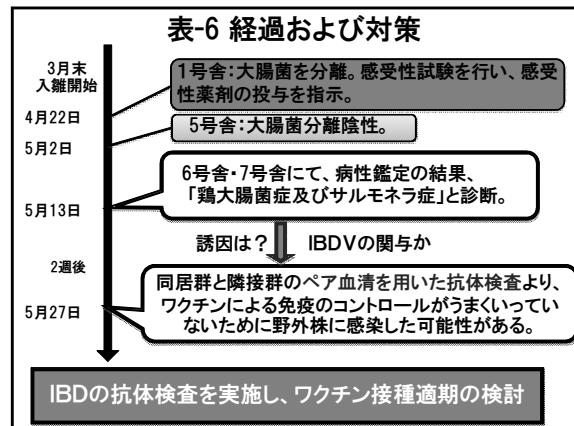 表-6 経過および対策
3月末
入雛開始
1号舎：大腸菌を分離。感受性試験を行い、感受
性薬剤の投与を指示。
4月22日
5号舎：大腸菌分離陰性。
5月2日
6号舎・7号舎にて、病性鑑定の結果、
「鶏大腸菌症及びサルモネラ症」と診断。
5月13日
誘因は？ IBDVの関与か
2週後
同居群と隣接群のペア血清を用いた抗体検査より、
ワクチンによる免疫のコントロールがうまくいってい
ないために野外株に感染した可能性がある。
5月27日
IBDの抗体検査を実施し、ワクチン接種適期の検討